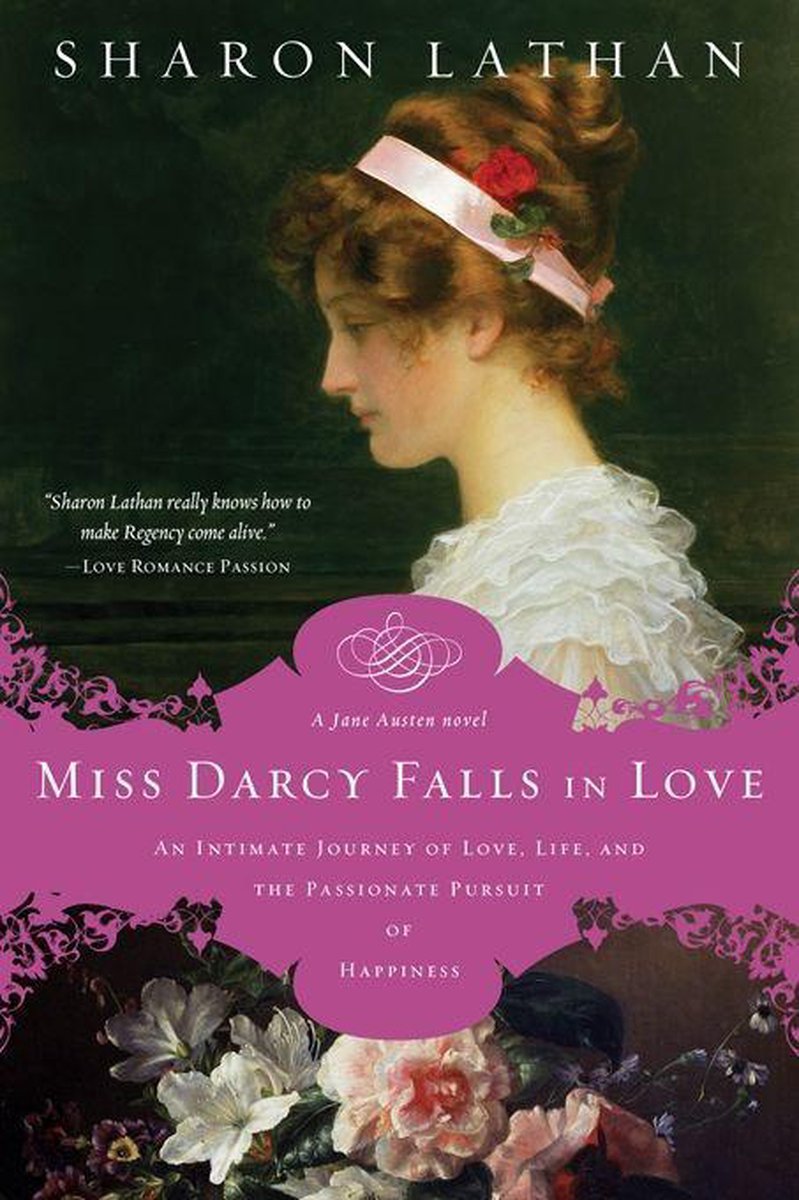 SHARON LATHAN
“Sharon Lathan really knows how to
make Regency come alive.”
—LOVE ROMANCE PASSION
A Jane Austen novel
MISS DARCY FALLS IN LOVE
AN INTIMATE JOURNEY OF LOVE, LIFE, AND
THE PASSIONATE PURSUIT
OF
HAPPINESS